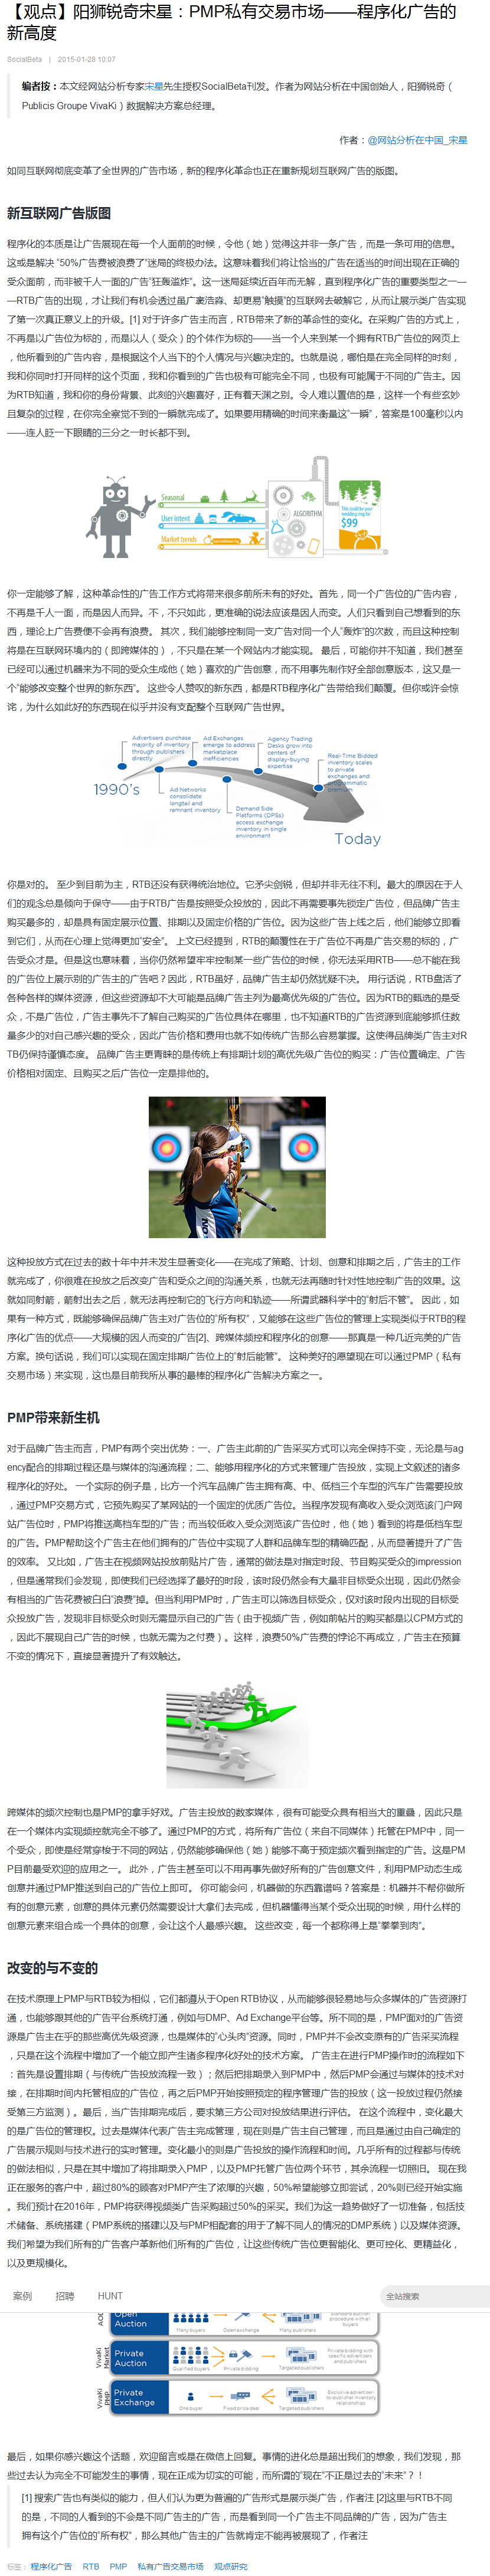 【观点】阳狮锐奇宋星：PMP私有交易市场——程序化广告的
新高度
SocialBeta | 2015-01-28 10:07
编者按：本文经网站分析专家宋星先生授权SocialBeta刊发。作者为网站分析在中国创始人，阳狮锐奇（
Publicis Groupe VivaKi）数据解决方案总经理。
作者：@网站分析在中国_宋星
如同互联网彻底变革了全世界的广告市场，新的程序化革命也正在重新规划互联网广告的版图。
新互联网广告版图
程序化的本质是让广告展现在每一个人面前的时候，令他（她）觉得这并非一条广告，而是一条可用的信息。
这或是解决 “50%广告费被浪费了”迷局的终极办法。这意味着我们将让恰当的广告在适当的时间出现在正确的
受众面前，而非被千人一面的广告“狂轰滥炸”。这一迷局延续近百年而无解，直到程序化广告的重要类型之一—
—RTB广告的出现，才让我们有机会透过虽广袤浩淼、却更易“触摸”的互联网去破解它，从而让展示类广告实现
了第一次真正意义上的升级。[1] 对于许多广告主而言，RTB带来了新的革命性的变化。在采购广告的方式上，
不再是以广告位为标的，而是以人（受众）的个体作为标的——当一个人来到某一个拥有RTB广告位的网页上
，他所看到的广告内容，是根据这个人当下的个人情况与兴趣决定的。也就是说，哪怕是在完全同样的时刻，
我和你同时打开同样的这个页面，我和你看到的广告也极有可能完全不同，也极有可能属于不同的广告主。因
为RTB知道，我和你的身份背景、此刻的兴趣喜好，正有着天渊之别。令人难以置信的是，这样一个有些玄妙
且复杂的过程，在你完全察觉不到的一瞬就完成了。如果要用精确的时间来衡量这“一瞬”，答案是100毫秒以内
——连人眨一下眼睛的三分之一时长都不到。
Seasonal
User intent
Market trends
ALGORITHM
This could be your
wedding ring for
$99
你一定能够了解，这种革命性的广告工作方式将带来很多前所未有的好处。首先，同一个广告位的广告内容，
不再是千人一面，而是因人而异。不，不只如此，更准确的说法应该是因人而变。人们只看到自己想看到的东
西，理论上广告费便不会再有浪费。 其次，我们能够控制同一支广告对同一个人“轰炸”的次数，而且这种控制
将是在互联网环境内的（即跨媒体的），不只是在某一个网站内才能实现。 最后，可能你并不知道，我们甚至
已经可以通过机器来为不同的受众生成他（她）喜欢的广告创意，而不用事先制作好全部创意版本，这又是一
个“能够改变整个世界的新东西”。 这些令人赞叹的新东西，都是RTB程序化广告带给我们颠覆。但你或许会惊
诧，为什么如此好的东西现在似乎并没有支配整个互联网广告世界。
Advertisers purchase
majority of inventory
through publishers
directly
Ad Exchanges
emerge to address
marketplace
inefficiencies
Agency Trading
Desks grow into
centers of
display-buying
expertise
Real-Time Bidded
inventory scales
to private
exchanges and
programmatic
premium
1990's
Ad Networks
consolidate
longtail and
remnant inventory
Demand Side
Platforms (DPSs)
access exchange
inventory in single
environment
Today
你是对的。 至少到目前为主，RTB还没有获得统治地位。它矛尖剑锐，但却并非无往不利。最大的原因在于人
们的观念总是倾向于保守——由于RTB广告是按照受众投放的，因此不再需要事先锁定广告位，但品牌广告主
购买最多的，却是具有固定展示位置、排期以及固定价格的广告位。因为这些广告上线之后，他们能够立即看
到它们，从而在心理上觉得更加“安全”。 上文已经提到，RTB的颠覆性在于广告位不再是广告交易的标的，广
告受众才是。但是这也意味着，当你仍然希望牢牢控制某一些广告位的时候，你无法采用RTB——总不能在我
的广告位上展示别的广告主的广告吧？因此，RTB虽好，品牌广告主却仍然犹疑不决。 用行话说，RTB盘活了
各种各样的媒体资源，但这些资源却不大可能是品牌广告主列为最高优先级的广告位。因为RTB的甄选的是受
众，不是广告位，广告主事先不了解自己购买的广告位具体在哪里，也不知道RTB的广告资源到底能够抓住数
量多少的对自己感兴趣的受众，因此广告价格和费用也就不如传统广告那么容易掌握。这使得品牌类广告主对R
TB仍保持谨慎态度。 品牌广告主更青睐的是传统上有排期计划的高优先级广告位的购买：广告位置确定、广告
价格相对固定、且购买之后广告位一定是排他的。
这种投放方式在过去的数十年中并未发生显著变化——在完成了策略、计划、创意和排期之后，广告主的工作
就完成了，你很难在投放之后改变广告和受众之间的沟通关系，也就无法再随时针对性地控制广告的效果。这
就如同射箭，箭射出去之后，就无法再控制它的飞行方向和轨迹——所谓武器科学中的“射后不管”。 因此，如
果有一种方式，既能够确保品牌广告主对广告位的“所有权”，又能够在这些广告位的管理上实现类似于RTB的程
序化广告的优点——大规模的因人而变的广告[2]、跨媒体频控和程序化的创意——那真是一种几近完美的广告
方案。换句话说，我们可以实现在固定排期广告位上的“射后能管”。 这种美好的愿望现在可以通过PMP（私有
交易市场）来实现，这也是目前我所从事的最棒的程序化广告解决方案之一。
PMP带来新生机
对于品牌广告主而言，PMP有两个突出优势：一、广告主此前的广告采买方式可以完全保持不变，无论是与ag
ency配合的排期过程还是与媒体的沟通流程；二、能够用程序化的方式来管理广告投放，实现上文叙述的诸多
程序化的好处。 一个实际的例子是，比方一个汽车品牌广告主拥有高、中、低档三个车型的汽车广告需要投放
，通过PMP交易方式，它预先购买了某网站的一个固定的优质广告位。当程序发现有高收入受众浏览该门户网
站广告位时，PMP将推送高档车型的广告；而当较低收入受众浏览该广告位时，他（她）看到的将是低档车型
的广告。PMP帮助这个广告主在他们拥有的广告位中实现了人群和品牌车型的精确匹配，从而显著提升了广告
的效率。 又比如，广告主在视频网站投放前贴片广告，通常的做法是对指定时段、节目购买受众的impression
，但是通常我们会发现，即使我们已经选择了最好的时段，该时段仍然会有大量非目标受众出现，因此仍然会
有相当的广告花费被白白“浪费”掉。但当利用PMP时，广告主可以筛选目标受众，仅对该时段内出现的目标受
众投放广告，发现非目标受众时则无需显示自己的广告（由于视频广告，例如前帖片的购买都是以CPM方式的
，因此不展现自己广告的时候，也就无需为之付费）。这样，浪费50%广告费的悖论不再成立，广告主在预算
不变的情况下，直接显著提升了有效触达。
跨媒体的频次控制也是PMP的拿手好戏。广告主投放的数家媒体，很有可能受众具有相当大的重叠，因此只是
在一个媒体内实现频控就完全不够了。通过PMP的方式，将所有广告位（来自不同媒体）托管在PMP中，同一
个受众，即使是经常穿梭于不同的网站，仍然能够确保他（她）能够不高于预定频次看到指定的广告。这是PM
P目前最受欢迎的应用之一。 此外，广告主甚至可以不用再事先做好所有的广告创意文件，利用PMP动态生成
创意并通过PMP推送到自己的广告位上即可。 你可能会问，机器做的东西靠谱吗？答案是：机器并不帮你做所
有的创意元素，创意的具体元素仍然需要设计大拿们去完成，但机器懂得当某个受众出现的时候，用什么样的
创意元素来组合成一个具体的创意，会让这个人最感兴趣。 这些改变，每一个都称得上是“拳拳到肉”。
改变的与不变的
在技术原理上PMP与RTB较为相似，它们都遵从于Open RTB协议，从而能够很轻易地与众多媒体的广告资源打
通，也能够跟其他的广告平台系统打通，例如与DMP、Ad Exchange平台等。所不同的是，PMP面对的广告资
源是广告主在乎的那些高优先级资源，也是媒体的“心头肉”资源。同时，PMP并不会改变原有的广告采买流程
，只是在这个流程中增加了一个能立即产生诸多程序化好处的技术方案。 广告主在进行PMP操作时的流程如下
：首先是设置排期（与传统广告投放流程一致）；然后把排期录入到PMP中，然后PMP会通过与媒体的技术对
接，在排期时间内托管相应的广告位，再之后PMP开始按照预定的程序管理广告的投放（这一投放过程仍然接
受第三方监测）。最后，当广告排期完成后，要求第三方公司对投放结果进行评估。 在这个流程中，变化最大
的是广告位的管理权。过去是媒体代表广告主完成管理，现在则是广告主自己管理，而且是通过由自己确定的
广告展示规则与技术进行的实时管理。变化最小的则是广告投放的操作流程和时间。几乎所有的过程都与传统
的做法相似，只是在其中增加了将排期录入PMP，以及PMP托管广告位两个环节，其余流程一切照旧。 现在我
正在服务的客户中，超过80%的顾客对PMP产生了浓厚的兴趣，50%希望能够立即尝试，20%则已经开始实施
。我们预计在2016年，PMP将获得视频类广告采购超过50%的采买。我们为这一趋势做好了一切准备，包括技
术储备、系统搭建（PMP系统的搭建以及与PMP相配套的用于了解不同人的情况的DMP系统）以及媒体资源。
我们希望为我们所有的广告客户革新他们所有的广告位，让这些传统广告位更智能化、更可控化、更精益化，
以及更规模化。
案例 招聘 HUNT 全站搜索
AOD
Open
Auction
Many buyers
Open exchange
Many publishers
Standard auction
procedure with all
buyers
VivaKi
Market
Private
Auction
Qualified buyers
Private bidding
Targeted publishers
Private bidding with
specific advertisers
and publishers
VivaKi
PMP
Private
Exchange
One buyer
Fixed price deal
Targeted publishers
Exclusive advertiser-
to-publisher inventory
relationships
最后，如果你感兴趣这个话题，欢迎留言或是在微信上回复。事情的进化总是超出我们的想象，我们发现，那
些过去认为完全不可能发生的事情，现在正成为切实的可能，而所谓的“现在”不正是过去的“未来”？！
[1] 搜索广告也有类似的能力，但人们认为更为普遍的广告形式是展示类广告，作者注 [2]这里与RTB不同
的是，不同的人看到的不会是不同广告主的广告，而是看到同一个广告主不同品牌的广告，因为广告主
拥有这个广告位的“所有权”，那么其他广告主的广告就肯定不能再被展现了，作者注
标签： 程序化广告 RTB PMP 私有广告交易市场 观点研究